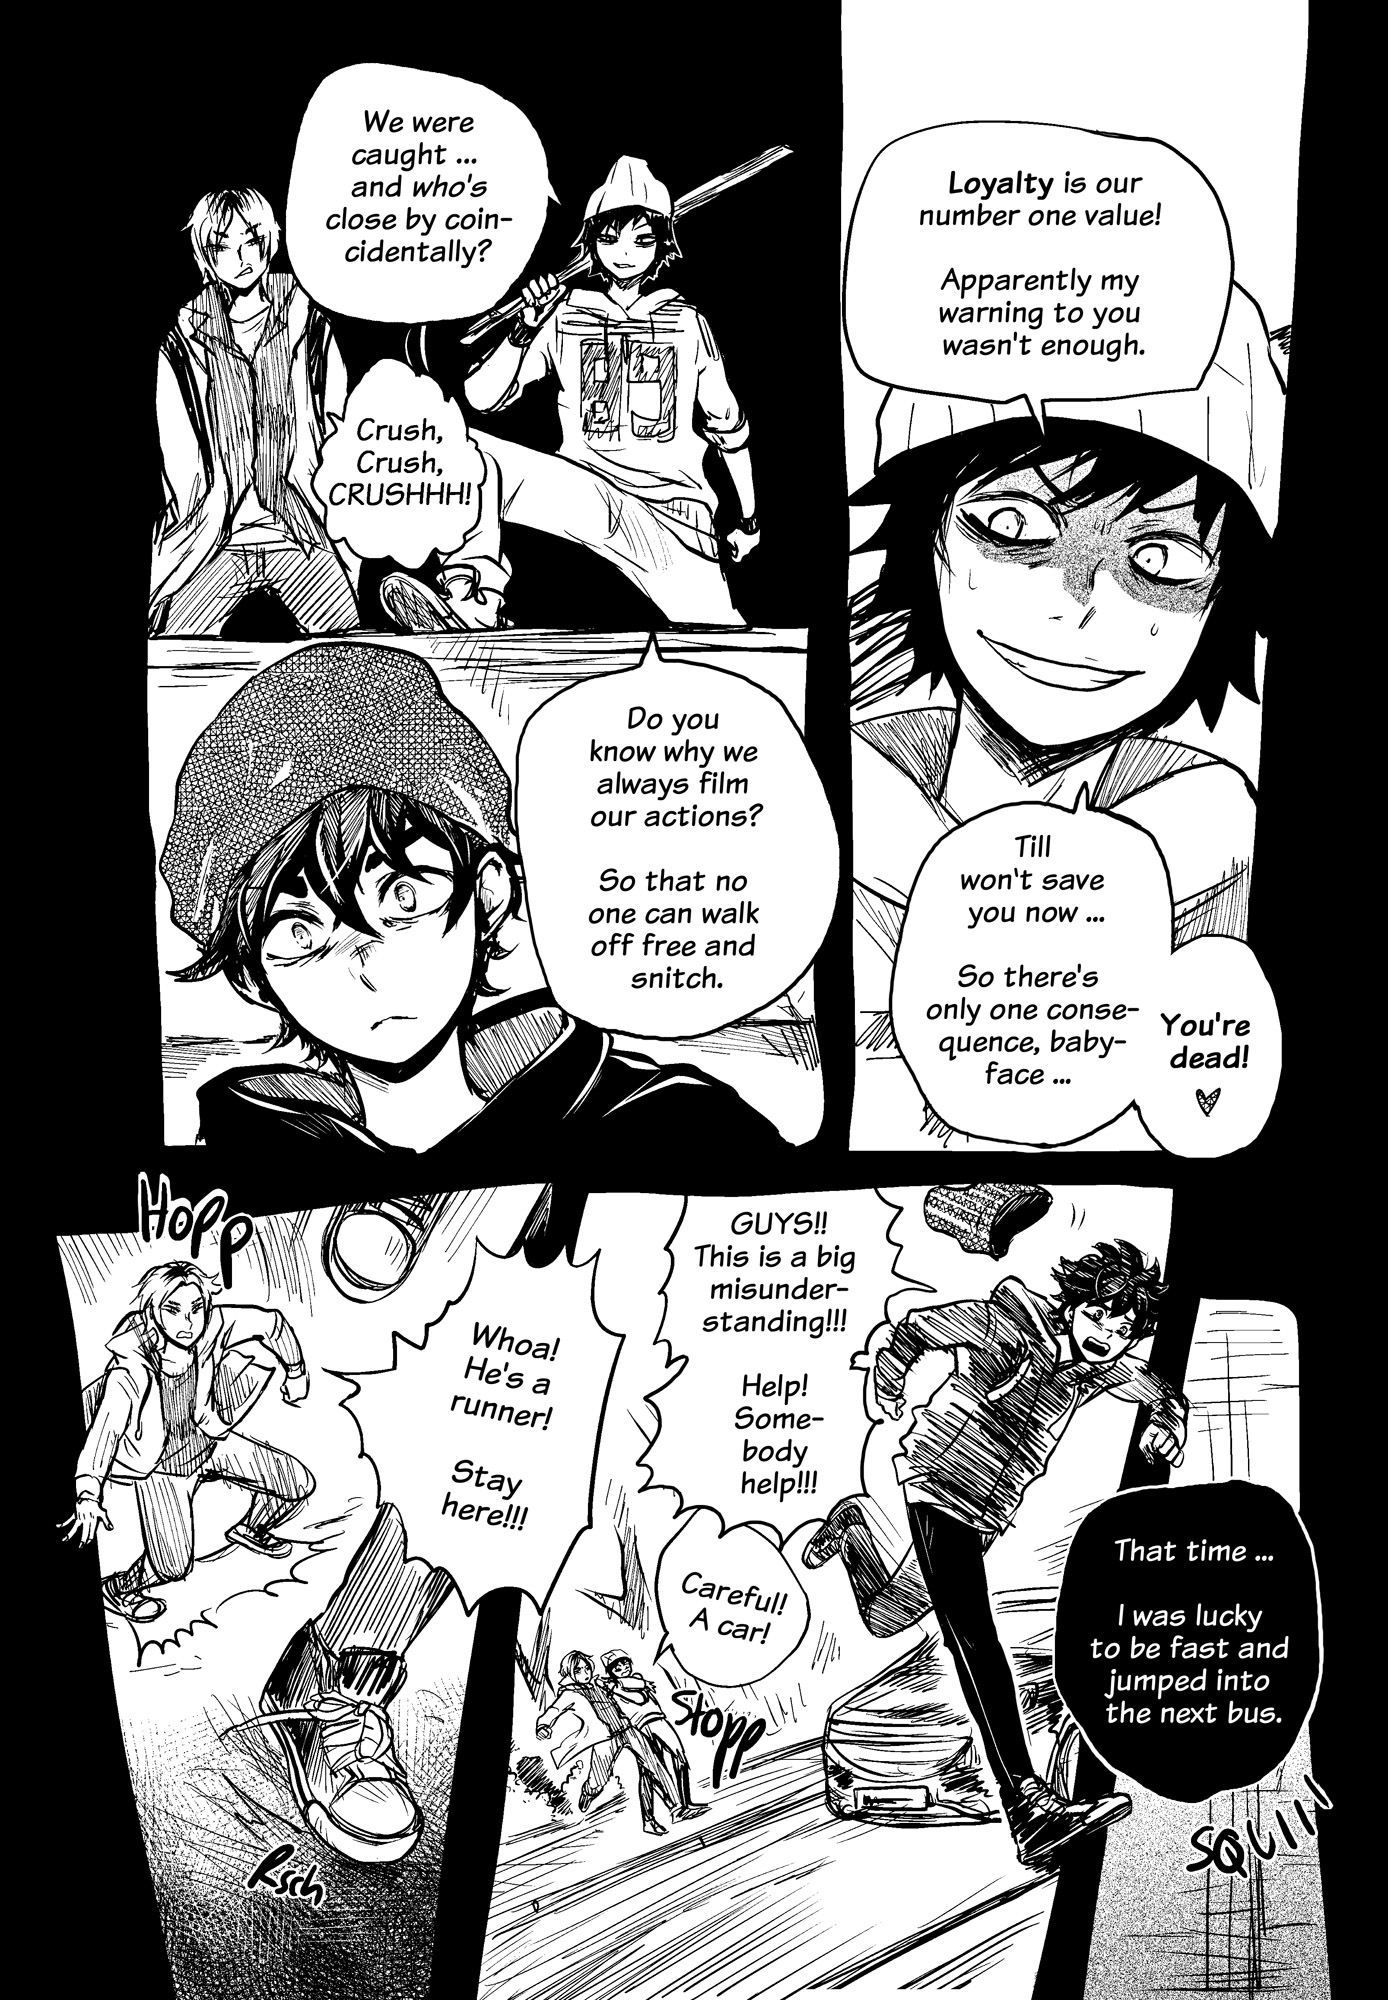 We were
caught ...
and who's
close by coin-
cidentally?
Crush,
Crush,
CRUSHHH!
Loyalty is our
number one value!
Apparently my
warning to you
wasn't enough.
Do you
know why we
always film
our actions?
So that no
one can walk
off free and
snitch.
Till
won't save
you now ...
So there's
only one conse-
quence, baby-
face ...
You're
dead!
Hopp
Whoa!
He's a
runner!
Stay
here!!!
Rsch
GUYS!!
This is a big
misunder-
standing!!!
Help!
Some-
body
help!!!
Careful!
A car!
Stopp
That time ...
I was lucky
to be fast and
jumped into
the next bus.
SQUIII